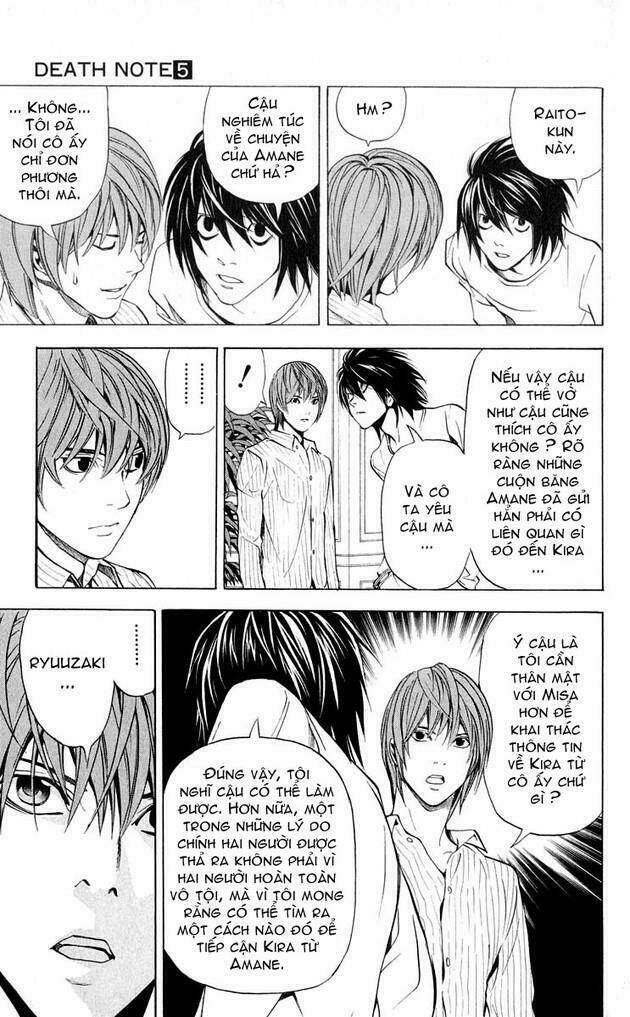 DEATH NOTE 5
RAITO-
KUN
NÀY.
HM?
CẬU
NGHIÊM TÚC
VỀ CHUYỆN
CỦA AMANE
CHỨ HẢ?
... KHÔNG...
TÔI ĐÃ
NÓI CÔ ẤY
CHỈ ĐƠN
PHƯƠNG
THÔI MÀ.
NẾU VẬY CẬU
CÓ THỂ VỜ
NHƯ CẬU CŨNG
THÍCH CÔ ẤY
KHÔNG? RÕ
RÀNG NHỮNG
CUỘN BĂNG
AMANE ĐÃ GỬI
HẲN PHẢI CÓ
LIÊN QUAN GÌ
ĐÓ ĐẾN KIRA
...
VÀ CÔ
TA YÊU
CẬU MÀ
...
!
........
Ý CẬU LÀ
TÔI CẦN
THÂN MẬT
VỚI MISA
HƠN ĐỂ
KHAI THÁC
THÔNG TIN
VỀ KIRA TỪ
CÔ ẤY CHỨ
GÌ?
ĐÚNG VẬY, TÔI
NGHĨ CẬU CÓ THỂ LÀM
ĐƯỢC. HƠN NỮA, MỘT
TRONG NHỮNG LÝ DO
CHÍNH HAI NGƯỜI ĐƯỢC
THẢ RA KHÔNG PHẢI VÌ
HAI NGƯỜI HOÀN TOÀN
VÔ TỘI, MÀ VÌ TÔI MONG
RẰNG CÓ THỂ TÌM RA
MỘT CÁCH NÀO ĐÓ ĐỂ
TIẾP CẬN KIRA TỪ
AMANE.
........
RYUUZAKI
...